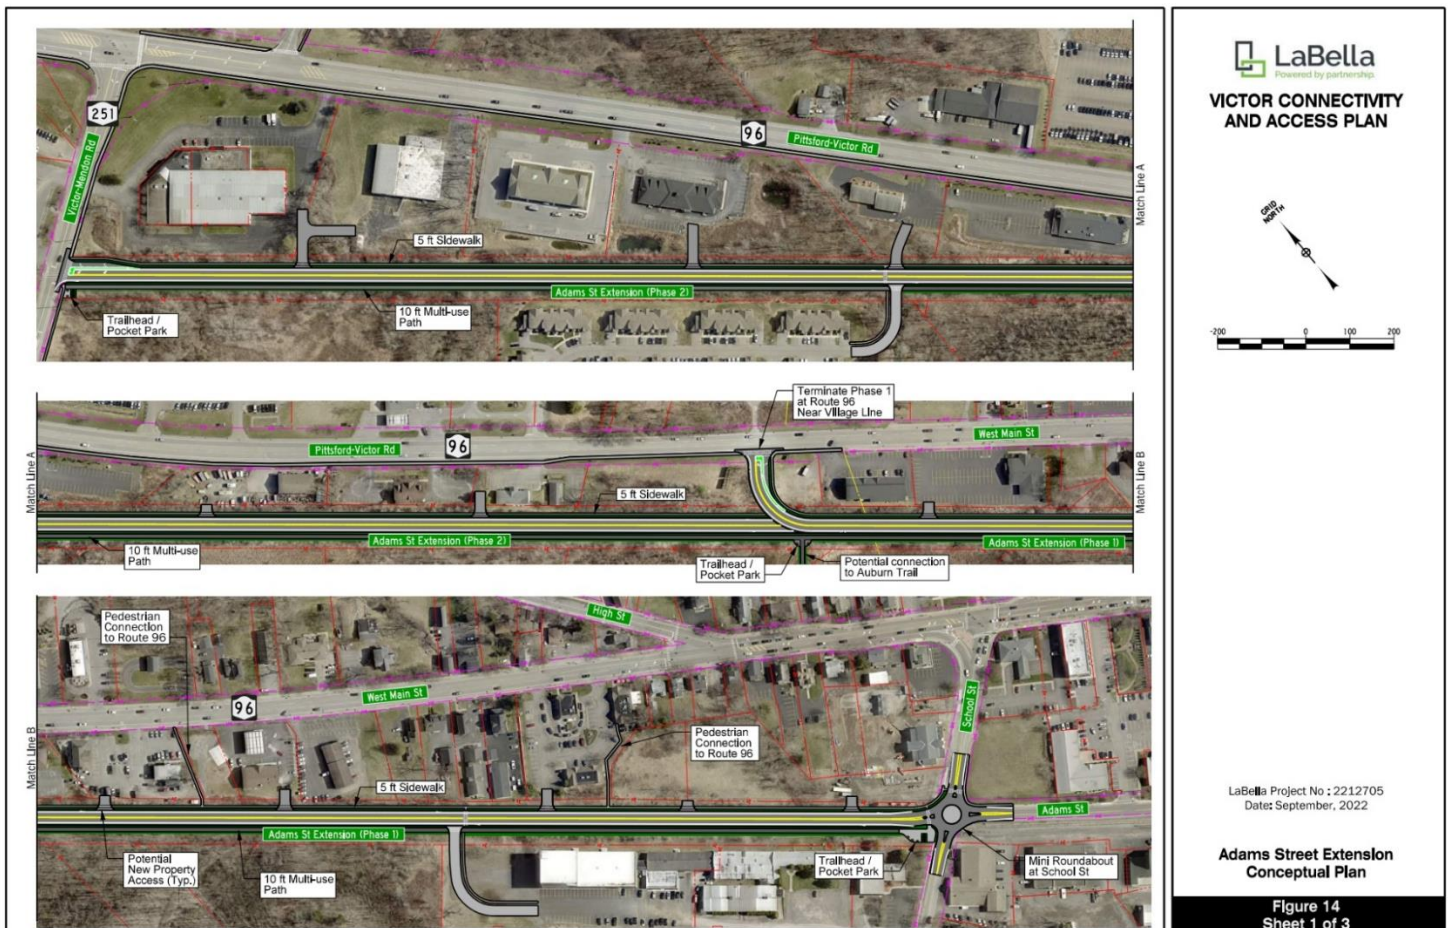 251
Victor-Mendon Rd
96
Pittsford-Victor Rd
5 ft Sidewalk
Adams St Extension (Phase 2)
Trailhead /
Pocket Park
10 ft Multi-use
Path
Match Line A
Match Line A
Pittsford-Victor Rd
96
Terminate Phase 1
at Route 96
Near Village Line
West Main St
5 ft Sidewalk
10 ft Multi-use
Path
Adams St Extension (Phase 2)
Adams St Extension (Phase 1)
Trailhead /
Pocket Park
Potential connection
to Auburn Trail
Match Line B
Match Line B
Pedestrian
Connection
to Route 96
High St
96
West Main St
School St
Pedestrian
Connection
to Route 96
5 ft Sidewalk
Adams St
Adams St Extension (Phase 1)
Potential
New Property
Access (Typ.)
10 ft Multi-use
Path
Trailhead /
Pocket Park
Mini Roundabout
at School St
LaBella
Powered by partnership.
VICTOR CONNECTIVITY
AND ACCESS PLAN
GRID
NORTH
-200 0 100 200
LaBella Project No : 2212705
Date: September, 2022
Adams Street Extension
Conceptual Plan
Figure 14
Sheet 1 of 3